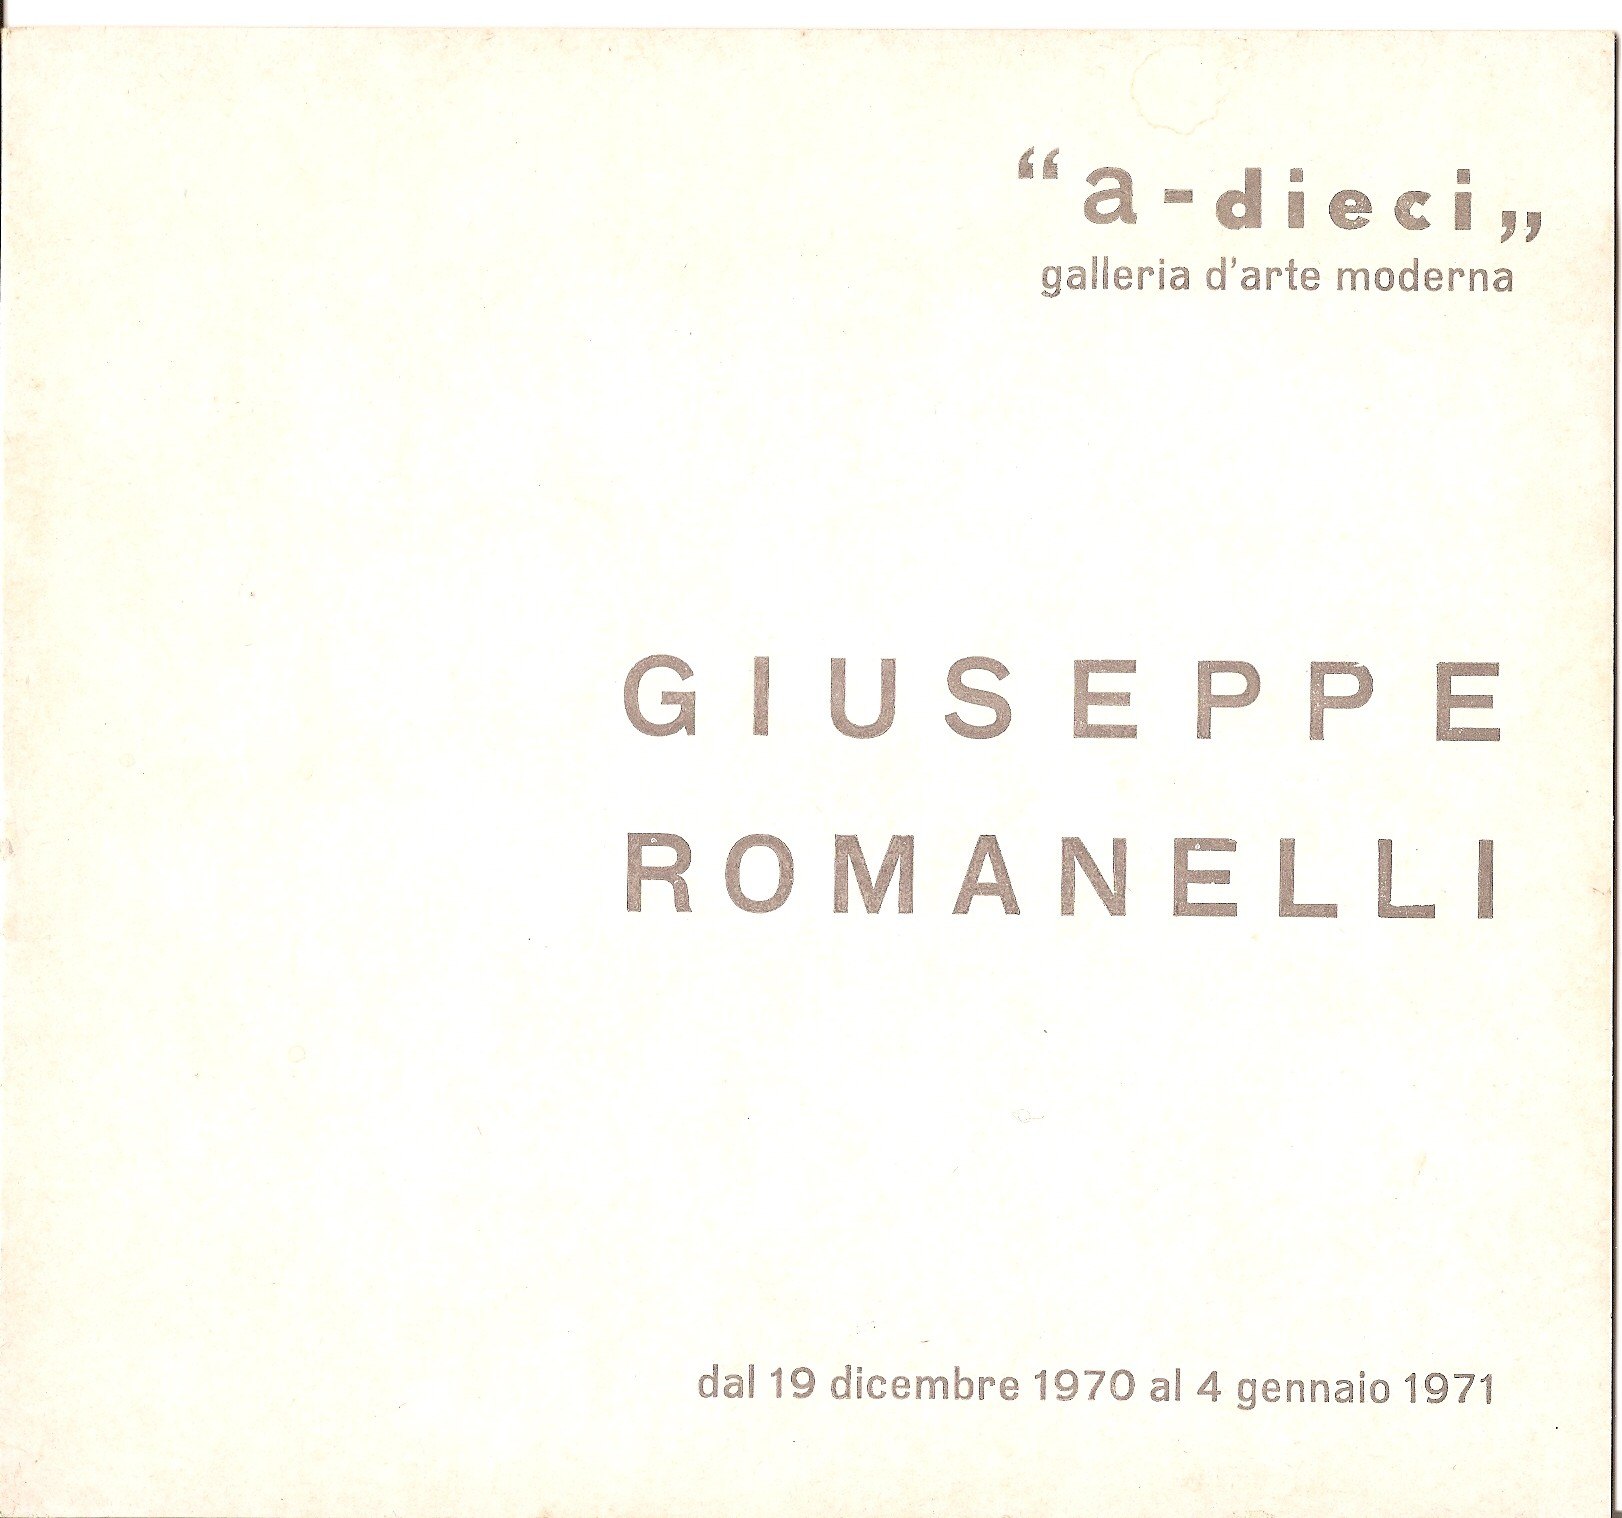 “a-dieci„
galleria d'arte moderna
GIUSEPPE
ROMANELLI
dal 19 dicembre 1970 al 4 gennaio 1971